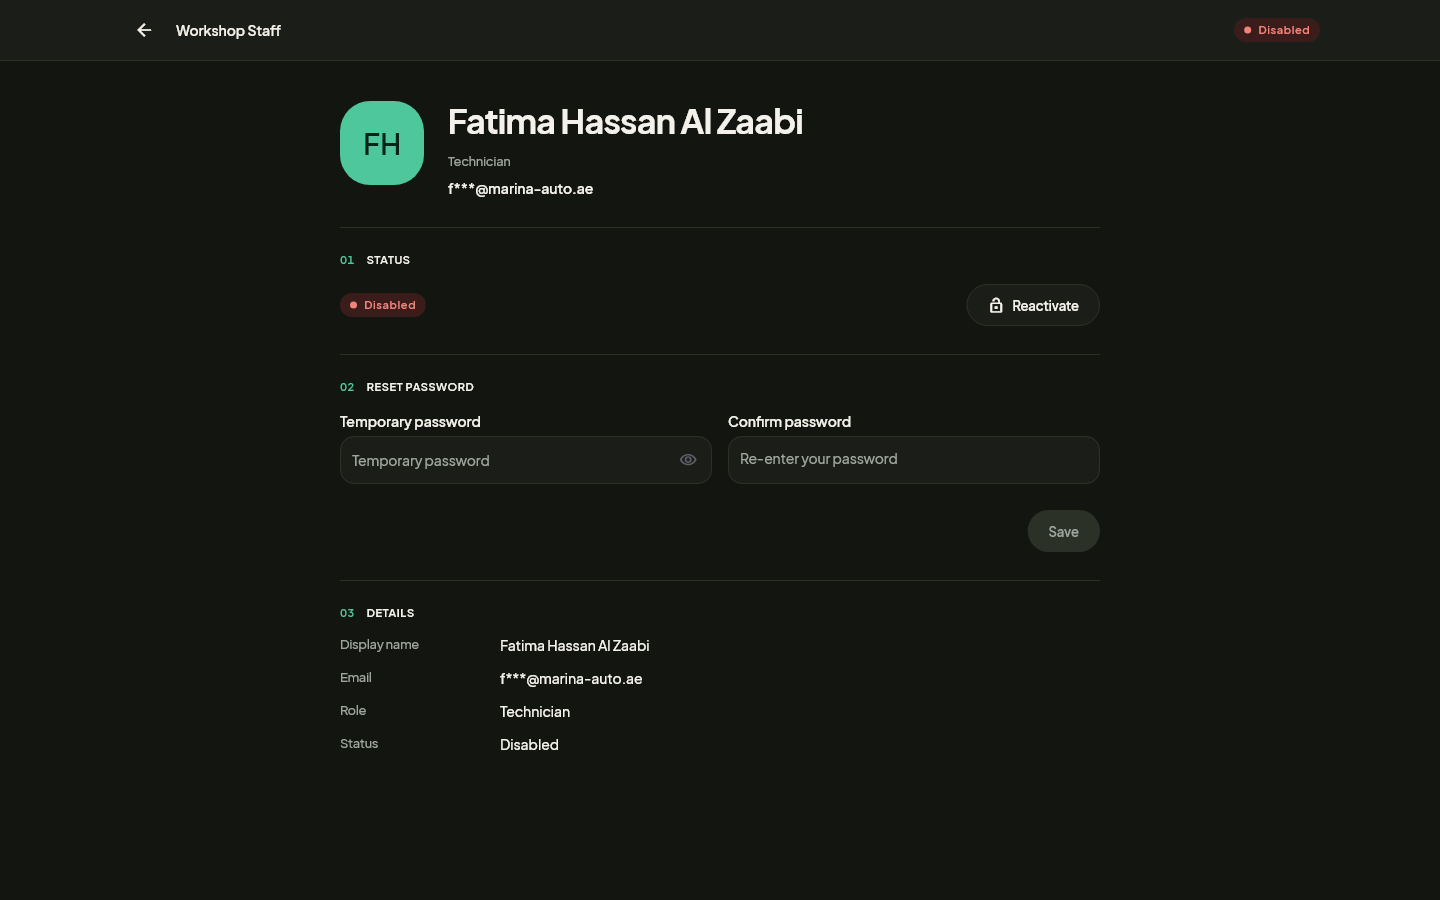 Workshop Staff
Disabled
FH
Fatima Hassan Al Zaabi
Technician
f***@marina-auto.ae
01 STATUS
Disabled
Reactivate
02 RESET PASSWORD
Temporary password
Confirm password
Temporary password
Re-enter your password
Save
03 DETAILS
Display name
Fatima Hassan Al Zaabi
Email
f***@marina-auto.ae
Role
Technician
Status
Disabled